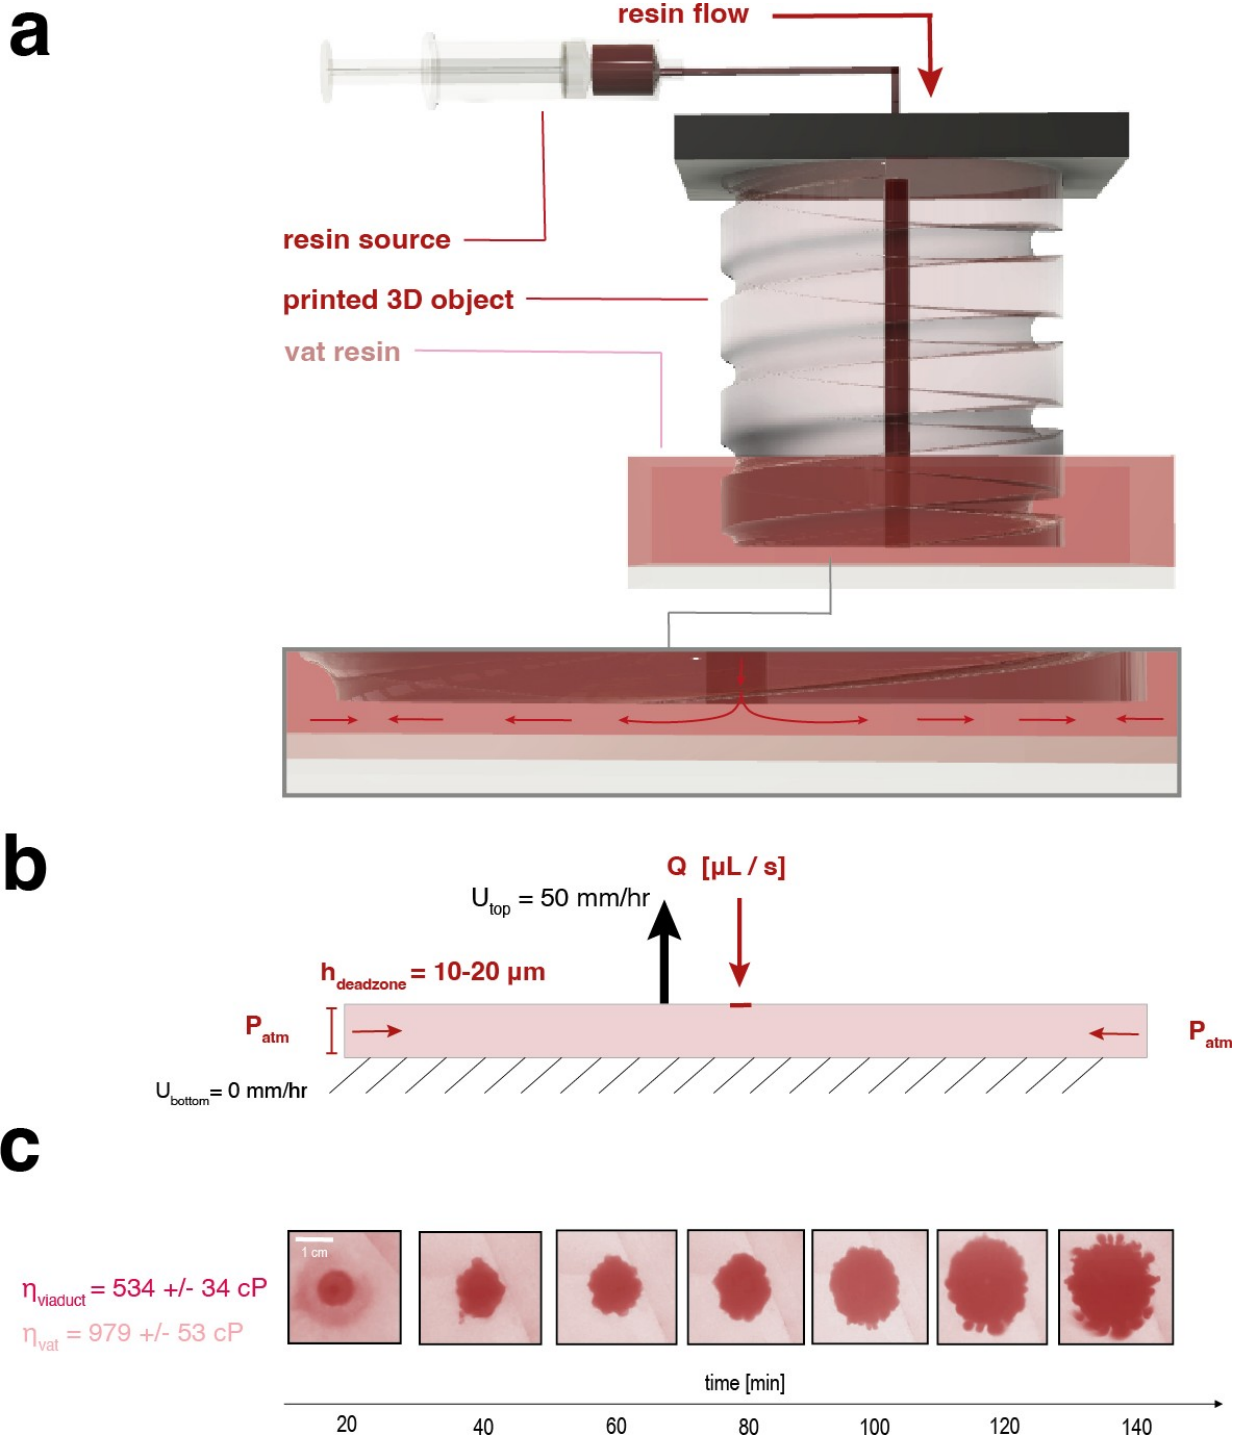 a
resin flow
resin source
printed 3D object
vat resin
b
Q [µL / s]
U_top = 50 mm/hr
h_deadzone = 10-20 µm
P_atm
P_atm
U_bottom = 0 mm/hr
c
1 cm
η_viaduct = 534 +/- 34 cP
η_vat = 979 +/- 53 cP
time [min]
20 40 60 80 100 120 140